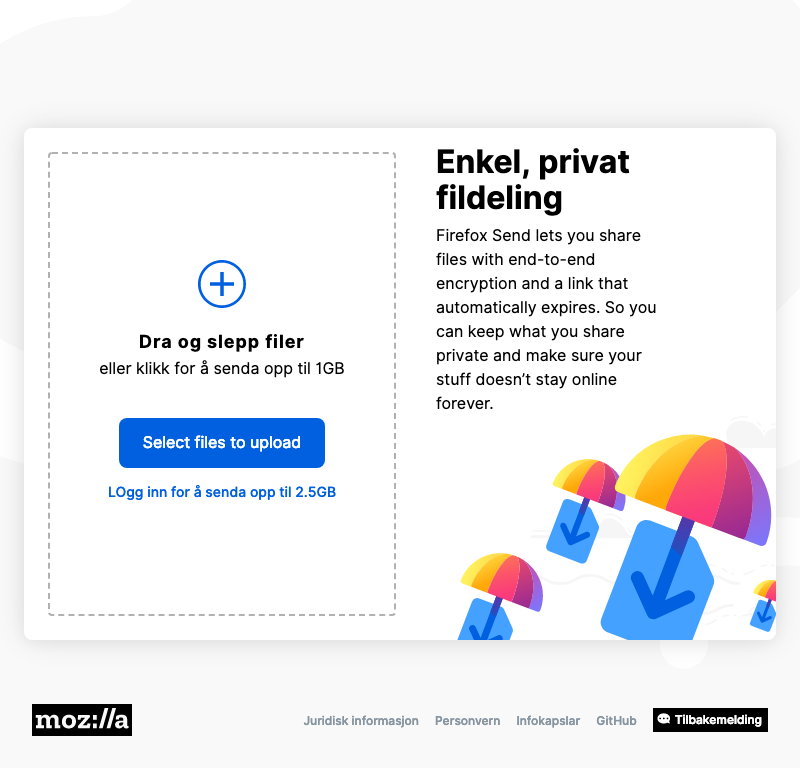 Dra og slepp filer
eller klikk for å senda opp til 1GB
Select files to upload
LOgg inn for å senda opp til 2.5GB
Enkel, privat
fildeling
Firefox Send lets you share
files with end-to-end
encryption and a link that
automatically expires. So you
can keep what you share
private and make sure your
stuff doesn’t stay online
forever.
moz://a
Juridisk informasjon
Personvern
Infokapslar
GitHub
Tilbakemelding